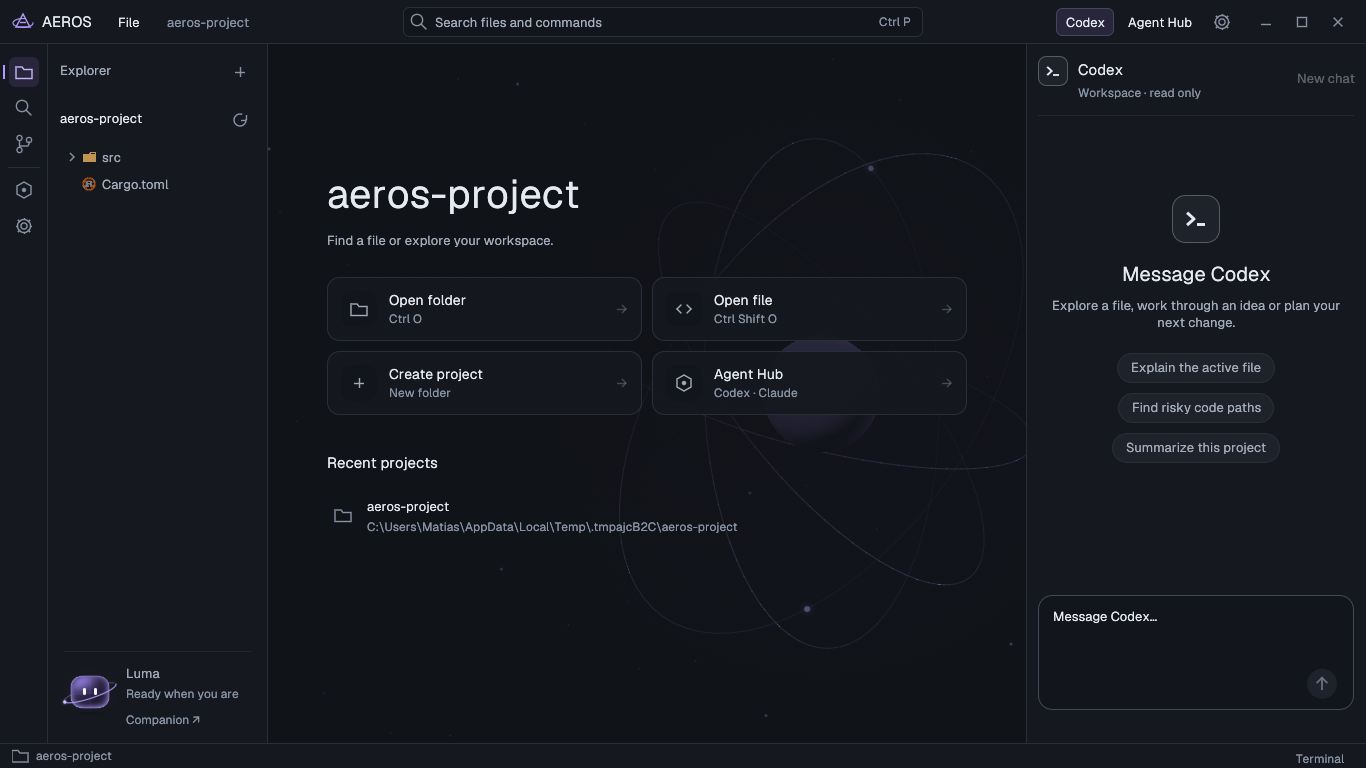 AEROS File aeros-project Search files and commands Ctrl P Codex Agent Hub
Explorer
aeros-project
src
Cargo.toml
Luma
Ready when you are
Companion ↗
aeros-project
Find a file or explore your workspace.
Open folder
Ctrl O
Open file
Ctrl Shift O
Create project
New folder
Agent Hub
Codex · Claude
Recent projects
aeros-project
C:\Users\Matias\AppData\Local\Temp\.tmpajcB2C\aeros-project
Codex
Workspace · read only
New chat
Message Codex
Explore a file, work through an idea or plan your
next change.
Explain the active file
Find risky code paths
Summarize this project
Message Codex…
aeros-project
Terminal